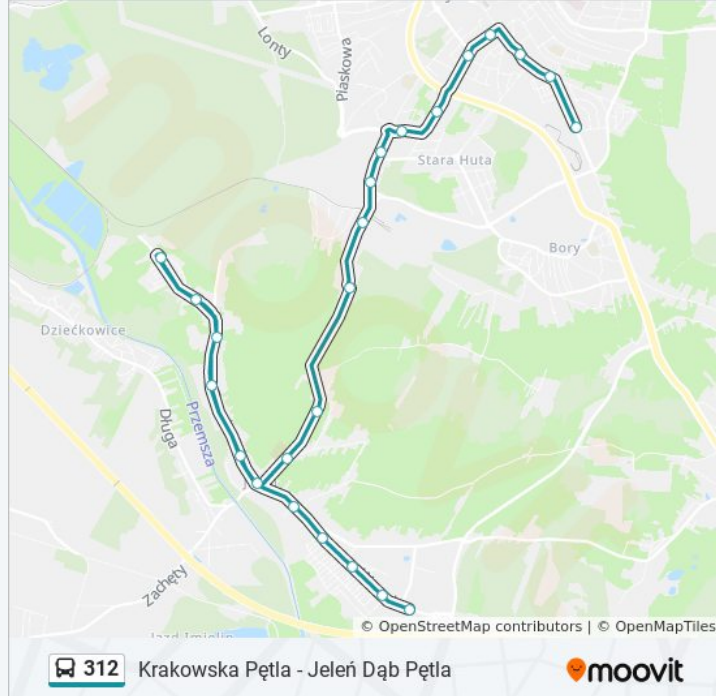 Lonty
Piaskowa
Stara Huta
Bory
Dziećkowice
Długa
Przemsza
Zachęty
© OpenStreetMap contributors | © OpenMapTiles
312 Krakowska Pętla - Jeleń Dąb Pętla
moovit